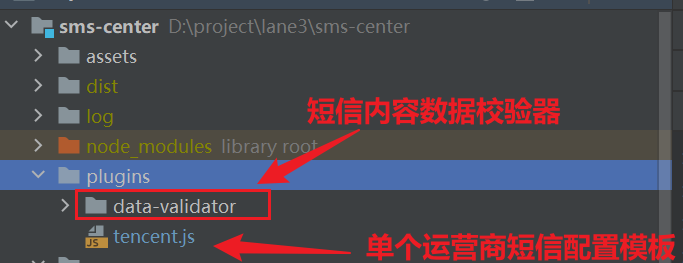 sms-center D:\project\lane3\sms-center
assets
dist
短信内容数据校验器
log
node_modules library root
plugins
data-validator
JS tencent.js
单个运营商短信配置模板